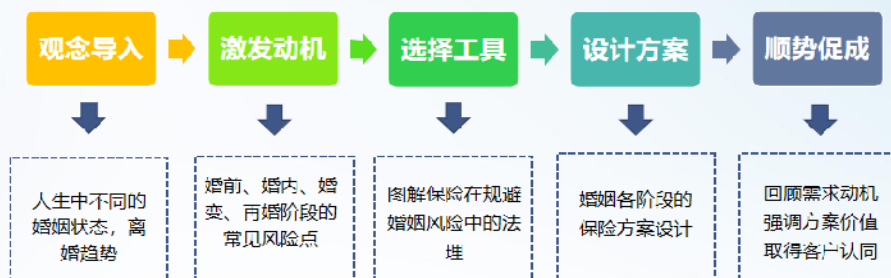 观念导入
激发动机
选择工具
设计方案
顺势促成
人生中不同的
婚姻状态，离
婚趋势
婚前、婚内、婚
变、再婚阶段的
常见风险点
图解保险在规避
婚姻风险中的法
理
婚姻各阶段的
保险方案设计
回顾需求动机
强调方案价值
取得客户认同